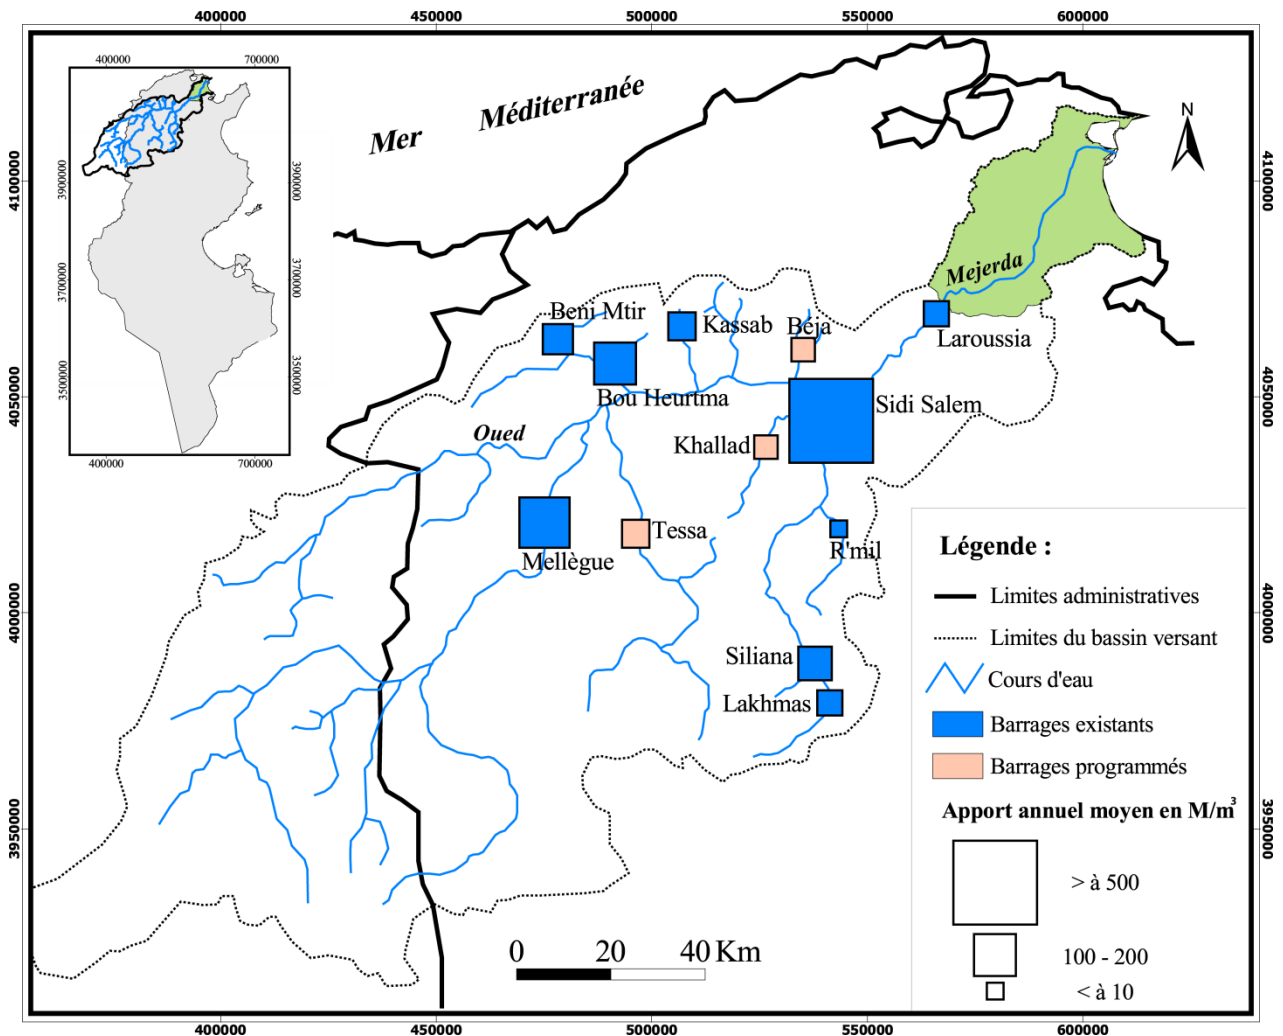 400000
450000
500000
550000
600000
400000
700000
3900000
3700000
3500000
3900000
3700000
3500000
400000
700000
Mer Méditerranée
4100000
4050000
4000000
3950000
4100000
4050000
4000000
3950000
N
Mejerda
Beni Mtir
Kassab
Béja
Laroussia
Bou Heurtma
Sidi Salem
Oued
Khallad
Mellègue
Tessa
R'mil
Siliana
Lakhmas
Légende :
Limites administratives
Limites du bassin versant
Cours d'eau
Barrages existants
Barrages programmés
Apport annuel moyen en M/m³
> à 500
100 - 200
< à 10
0 20 40 Km
400000
450000
500000
550000
600000